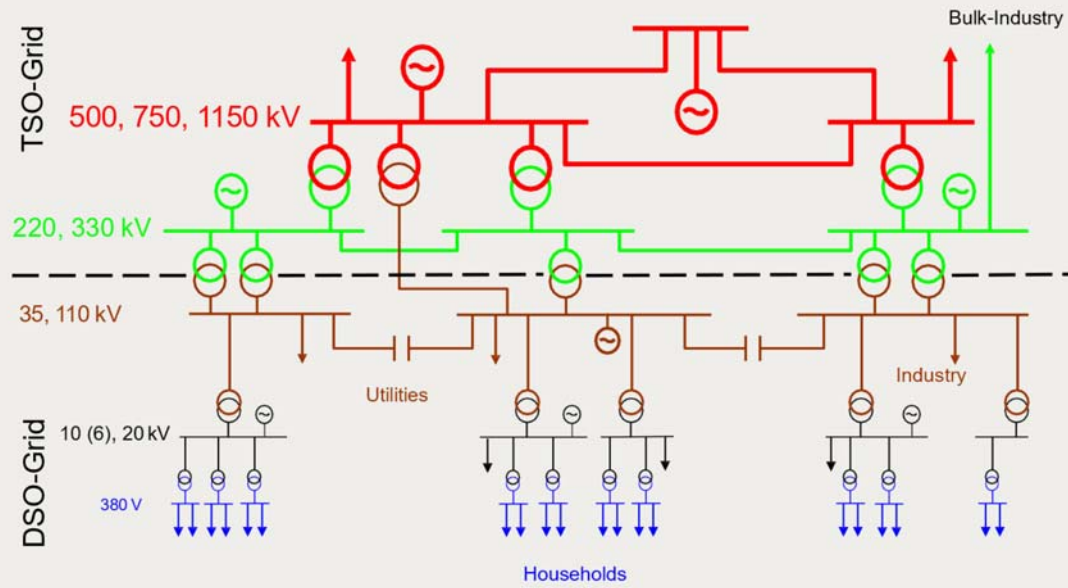 TSO-Grid
Bulk-Industry
500, 750, 1150 kV
220, 330 kV
35, 110 kV
Utilities
Industry
DSO-Grid
10 (6), 20 kV
380 V
Households